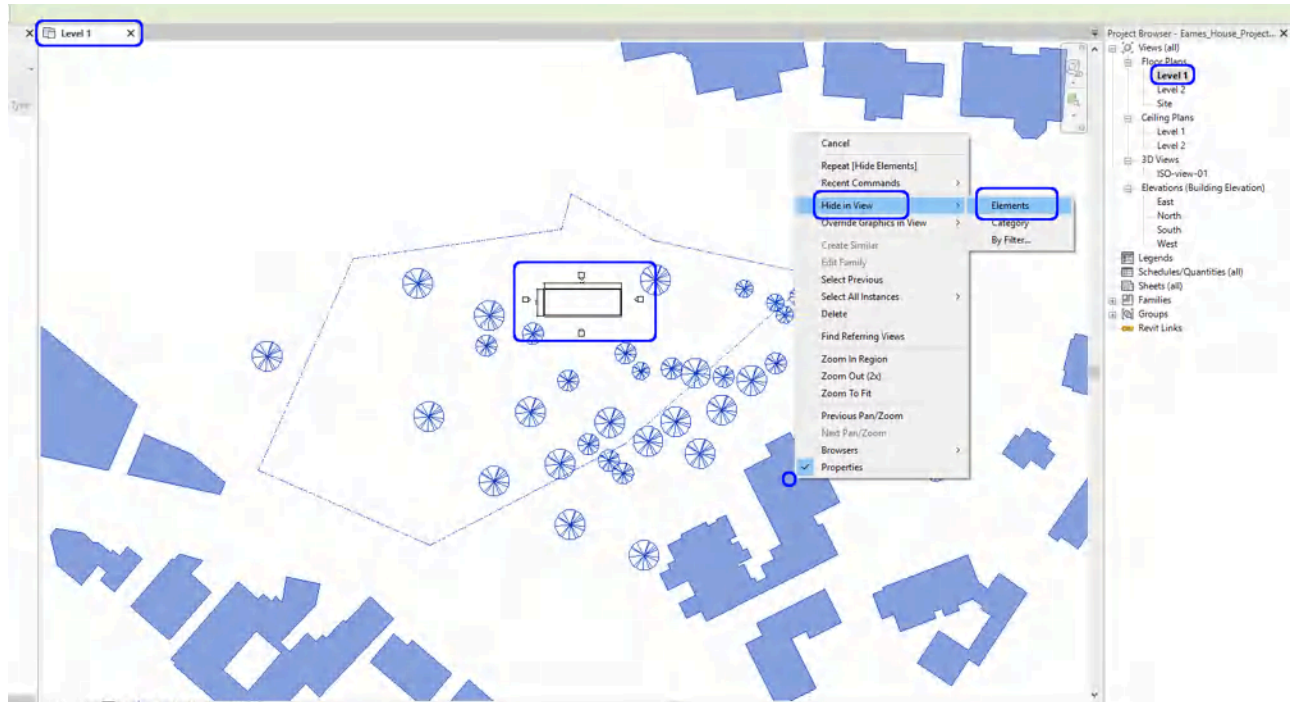 Level 1
Type
Cancel
Repeat [Hide Elements]
Recent Commands
Hide in View
Override Graphics in View
Create Similar
Edit Family
Select Previous
Select All Instances
Delete
Find Referring Views
Zoom In Region
Zoom Out (2x)
Zoom To Fit
Previous Pan/Zoom
Next Pan/Zoom
Browsers
Properties
Elements
Category
By Filter...
Project Browser - Eames_House_Project...
Views (all)
Floor Plans
Level 1
Level 2
Site
Ceiling Plans
Level 1
Level 2
3D Views
ISO-view-01
Elevations (Building Elevation)
East
North
South
West
Legends
Schedules/Quantities (all)
Sheets (all)
Families
Groups
Revit Links